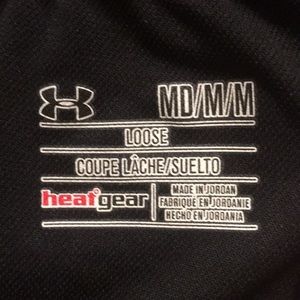 MD/M/M
LOOSE
COUPE LÂCHE/SUELTO
heatgear
MADE IN JORDAN
FABRIQUE EN JORDANIE
HECHO EN JORDANIA